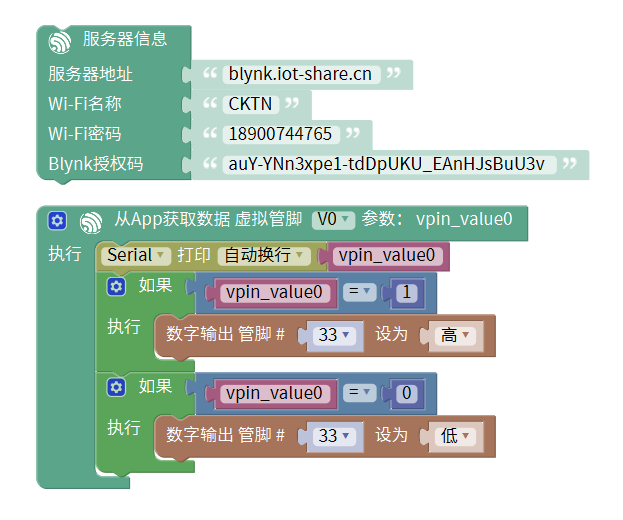 服务器信息
服务器地址 “ blynk.iot-share.cn ”
Wi-Fi名称 “ CKTN ”
Wi-Fi密码 “ 18900744765 ”
Blynk授权码 “ auY-YNn3xpe1-tdDpUKU_EAnHJsBuU3v ”
从App获取数据 虚拟管脚 V0 参数： vpin_value0
执行 Serial 打印 自动换行 vpin_value0
如果 vpin_value0 = 1
执行 数字输出 管脚 # 33 设为 高
如果 vpin_value0 = 0
执行 数字输出 管脚 # 33 设为 低